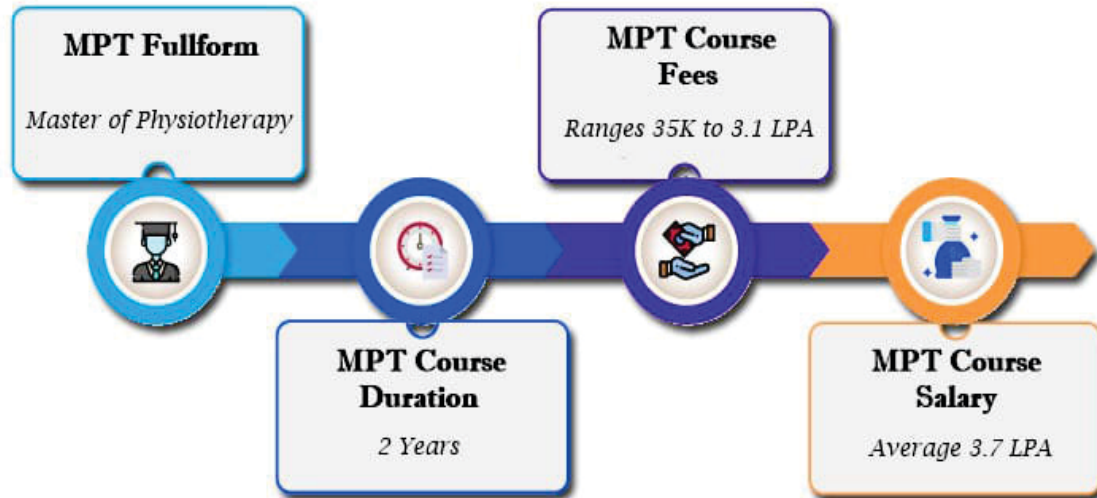 MPT Fullform
Master of Physiotherapy
MPT Course
Duration
2 Years
MPT Course
Fees
Ranges 35K to 3.1 LPA
MPT Course
Salary
Average 3.7 LPA